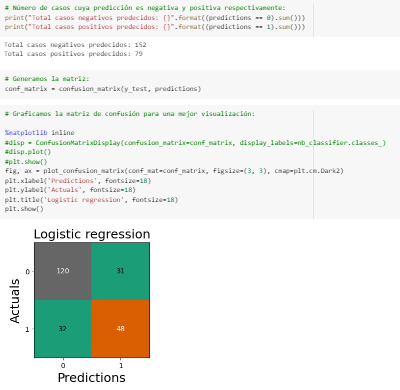 # Número de casos cuya predicción es negativa y positiva respectivamente:
print("Total casos negativos predecidos: {}".format((predictions == 0).sum()))
print("Total casos positivos predecidos: {}".format((predictions == 1).sum()))
Total casos negativos predecidos: 152
Total casos positivos predecidos: 79
# Generamos la matriz:
conf_matrix = confusion_matrix(y_test, predictions)
# Graficamos la matriz de confusión para una mejor visualización:
%matplotlib inline
#disp = ConfusionMatrixDisplay(confusion_matrix=conf_matrix, display_labels=nb_classifier.classes_)
#disp.plot()
#plt.show()
fig, ax = plot_confusion_matrix(conf_mat=conf_matrix, figsize=(3, 3), cmap=plt.cm.Dark2)
plt.xlabel('Predictions', fontsize=18)
plt.ylabel('Actuals', fontsize=18)
plt.title('Logistic regression', fontsize=18)
plt.show()
Logistic regression
Actuals
0
120
31
1
32
48
0
1
Predictions